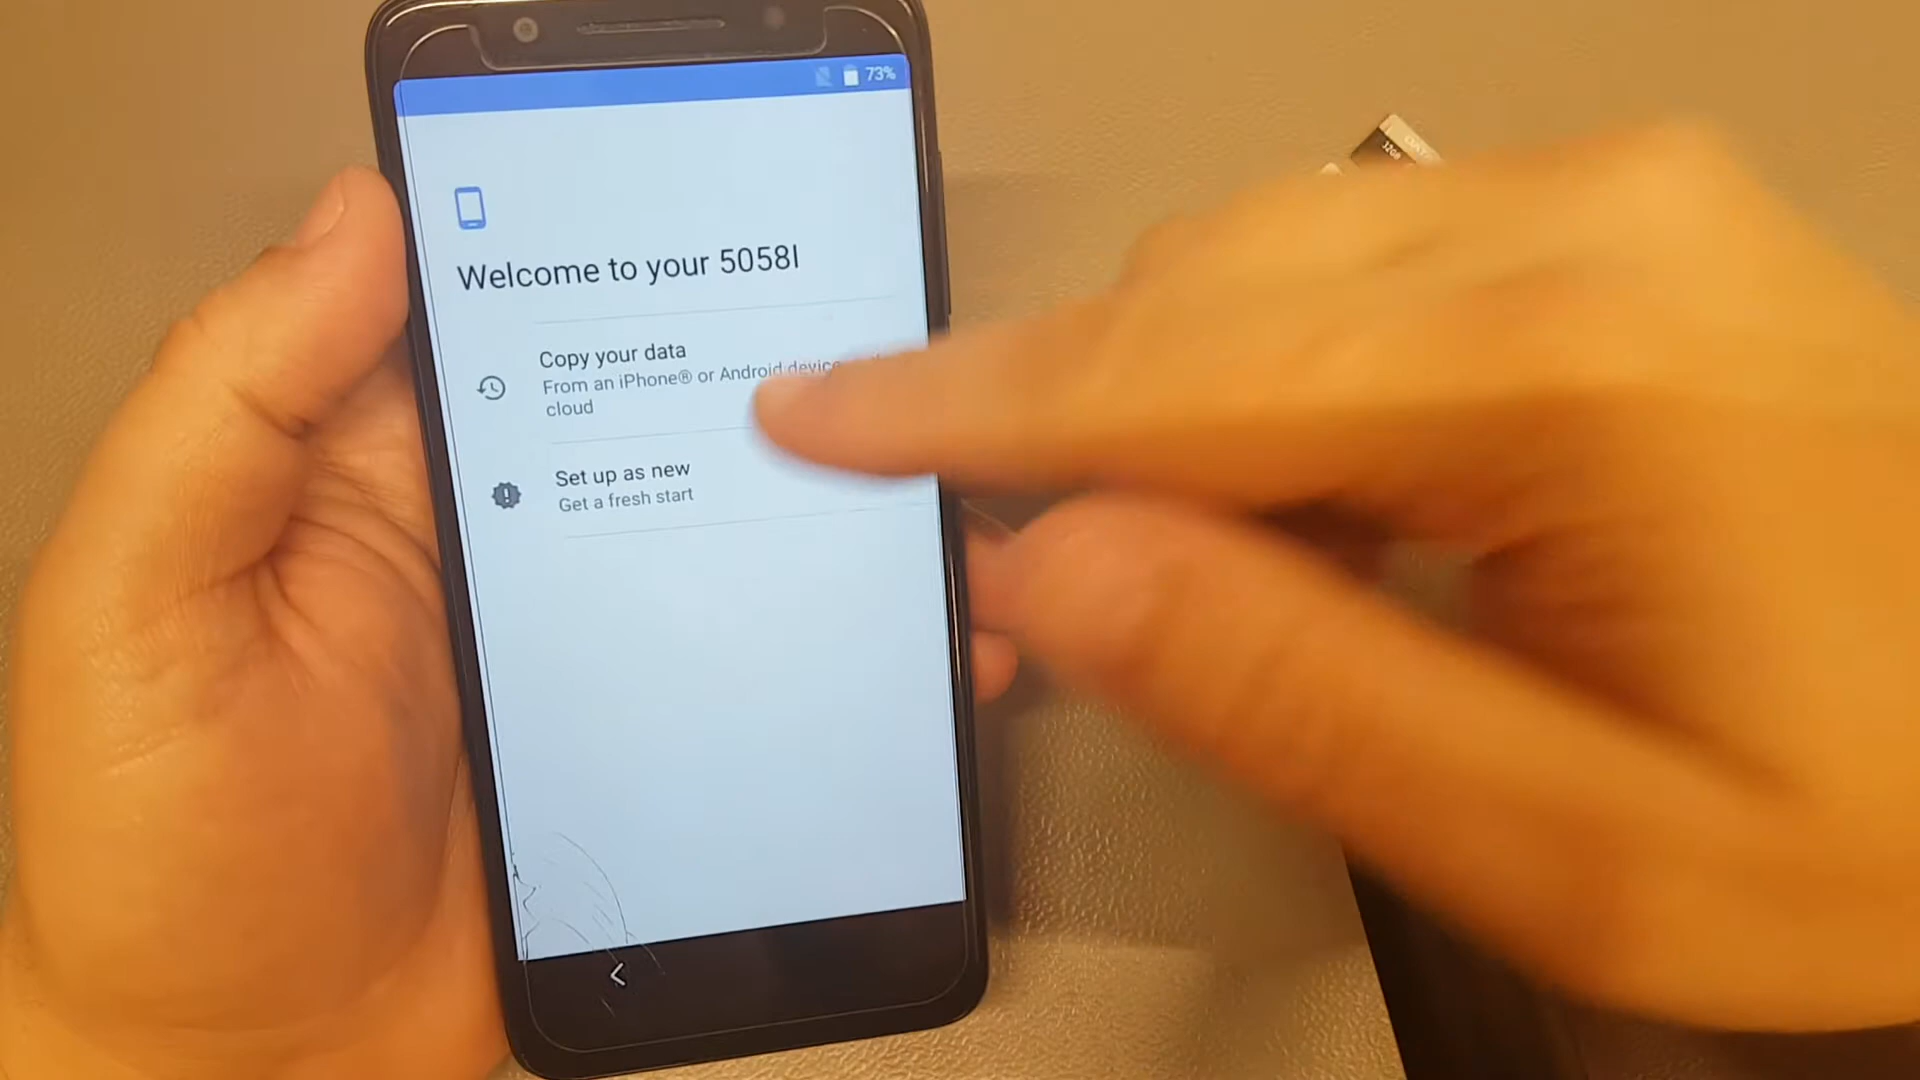 73%
Welcome to your 5058I
Copy your data
From an iPhone® or Android device
cloud
Set up as new
Get a fresh start
32GB